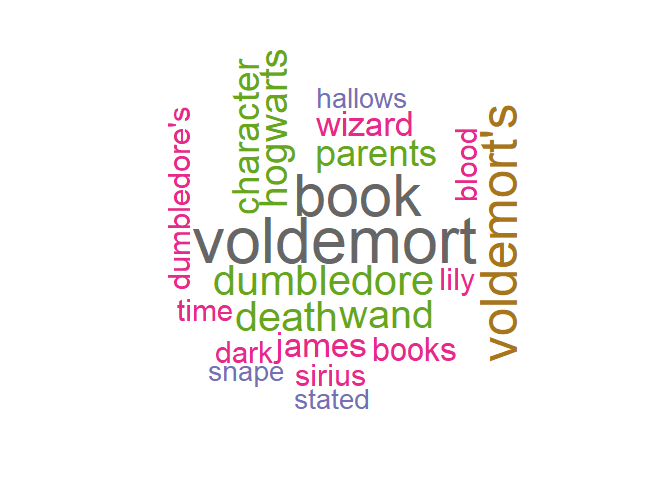 character
hogwarts
hallows
wizard
parents
dumbledore's
blood
voldemort's
book
voldemort
dumbledore
lily
time
death
wand
dark
james
books
snape
sirius
stated